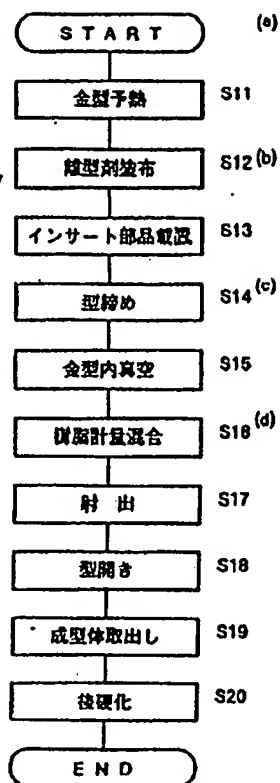 START (a)
金型予熱 S11
離型剤塗布 S12 (b)
インサート部品載置 S13
型締め S14 (c)
金型内真空 S15
樹脂計量混合 S16 (d)
射出 S17
型開き S18
成型体取出し S19
後硬化 S20
END